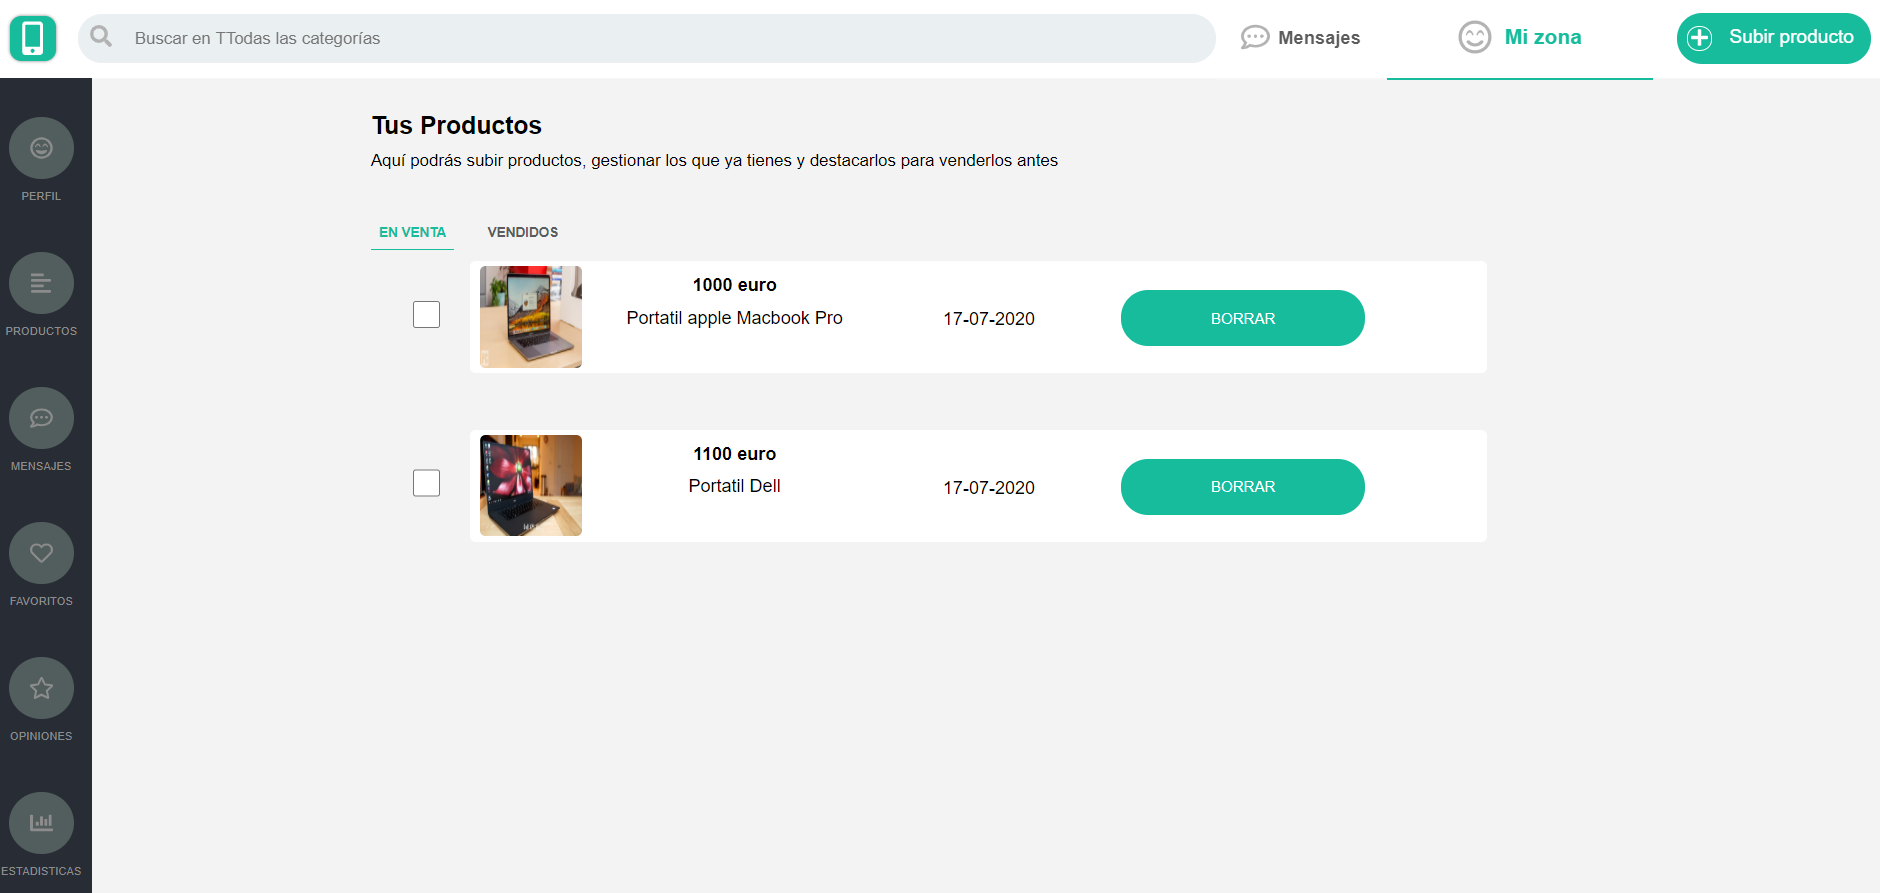 Buscar en TTodas las categorías
Mensajes
Mi zona
Subir producto
PERFIL
PRODUCTOS
MENSAJES
FAVORITOS
OPINIONES
ESTADISTICAS
Tus Productos
Aquí podrás subir productos, gestionar los que ya tienes y destacarlos para venderlos antes
EN VENTA
VENDIDOS
1000 euro
Portatil apple Macbook Pro
17-07-2020
BORRAR
1100 euro
Portatil Dell
17-07-2020
BORRAR